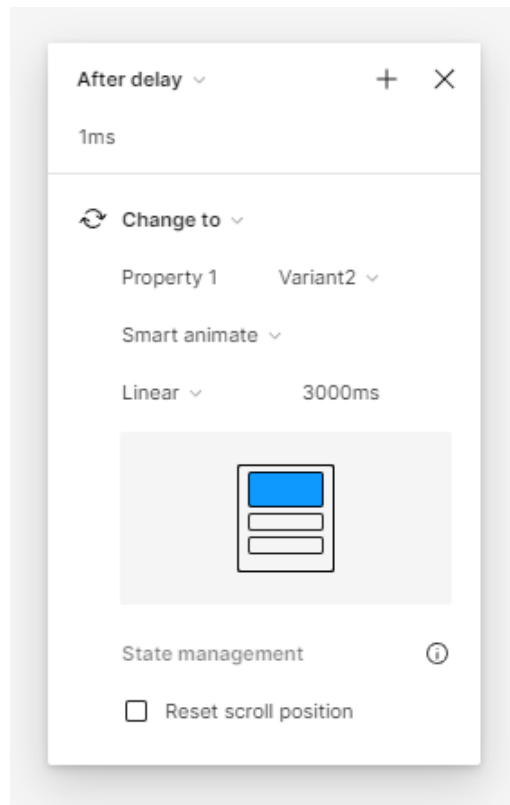 After delay
1ms
Change to
Property 1 Variant2
Smart animate
Linear 3000ms
State management
Reset scroll position